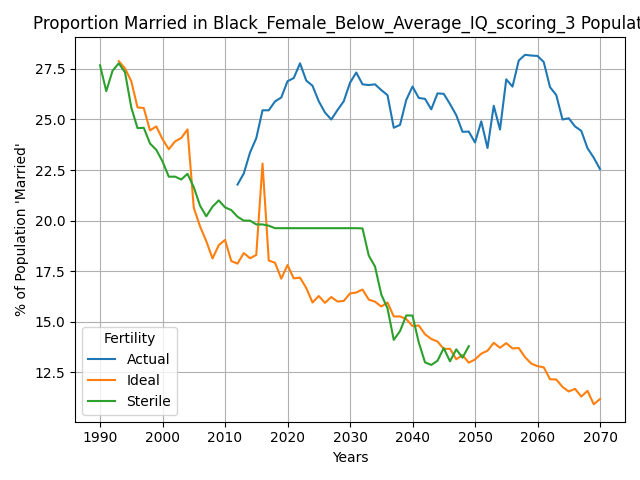 Proportion Married in Black_Female_Below_Average_IQ_scoring_3 Populat
% of Population 'Married'
27.5
25.0
22.5
20.0
17.5
15.0
12.5
Fertility
Actual
Ideal
Sterile
1990 2000 2010 2020 2030 2040 2050 2060 2070
Years